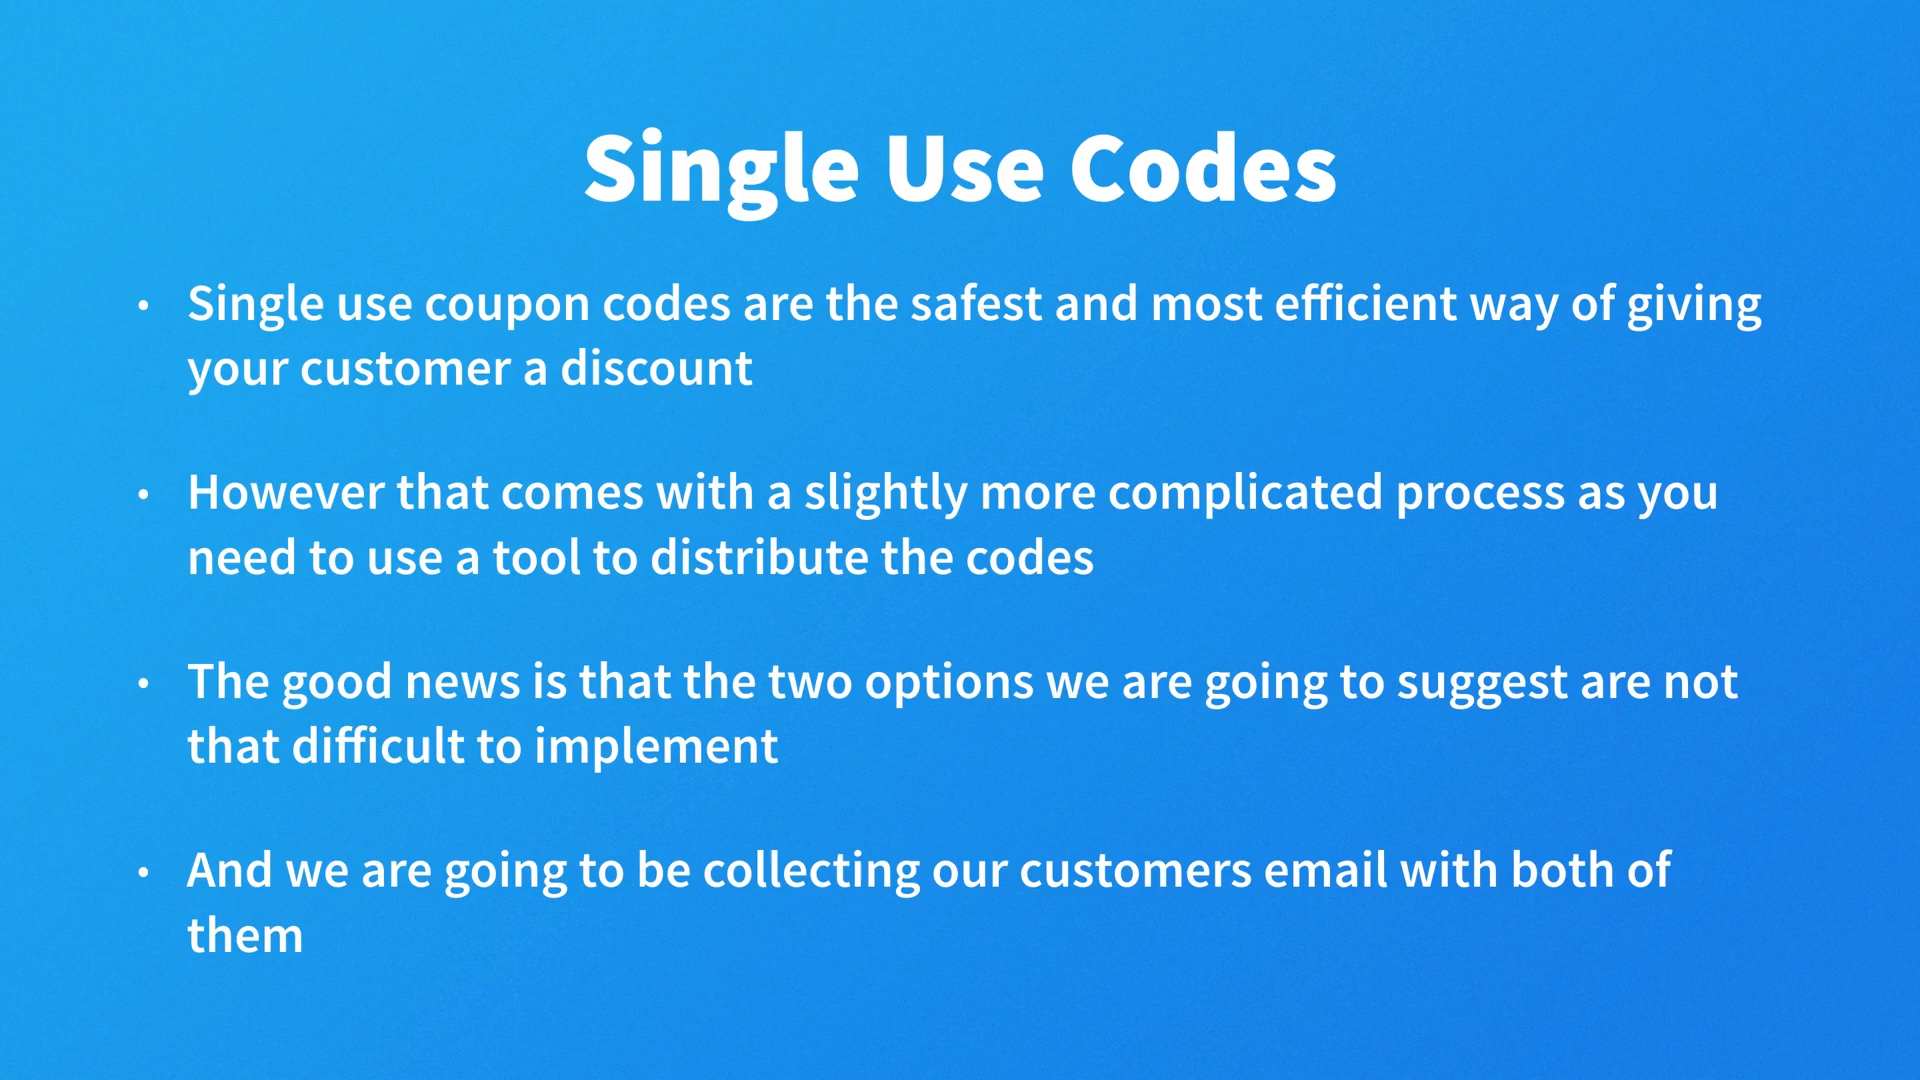 Single Use Codes
• Single use coupon codes are the safest and most efficient way of giving
your customer a discount
• However that comes with a slightly more complicated process as you
need to use a tool to distribute the codes
• The good news is that the two options we are going to suggest are not
that difficult to implement
• And we are going to be collecting our customers email with both of
them